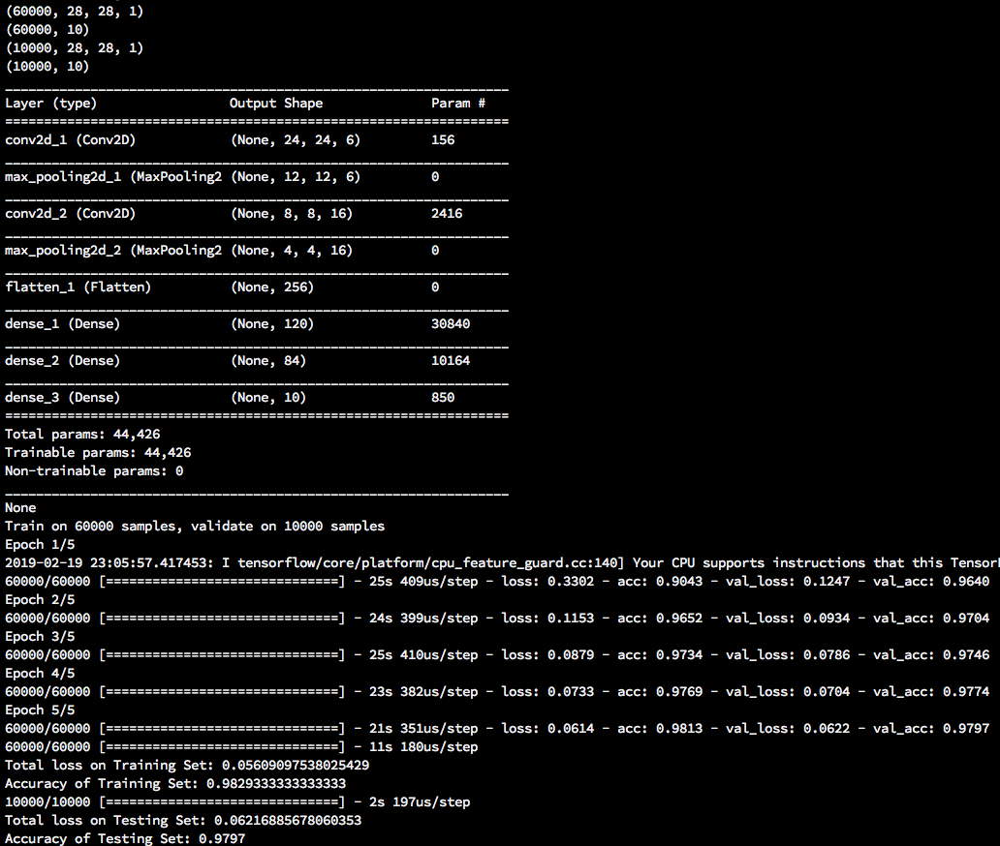 (60000, 28, 28, 1)
(60000, 10)
(10000, 28, 28, 1)
(10000, 10)
_________________________________________________________________
Layer (type)                 Output Shape              Param #
=================================================================
conv2d_1 (Conv2D)            (None, 24, 24, 6)         156
_________________________________________________________________
max_pooling2d_1 (MaxPooling2 (None, 12, 12, 6)         0
_________________________________________________________________
conv2d_2 (Conv2D)            (None, 8, 8, 16)          2416
_________________________________________________________________
max_pooling2d_2 (MaxPooling2 (None, 4, 4, 16)          0
_________________________________________________________________
flatten_1 (Flatten)          (None, 256)               0
_________________________________________________________________
dense_1 (Dense)              (None, 120)               30840
_________________________________________________________________
dense_2 (Dense)              (None, 84)                10164
_________________________________________________________________
dense_3 (Dense)              (None, 10)                850
=================================================================
Total params: 44,426
Trainable params: 44,426
Non-trainable params: 0
_________________________________________________________________
None
Train on 60000 samples, validate on 10000 samples
Epoch 1/5
2019-02-19 23:05:57.417453: I tensorflow/core/platform/cpu_feature_guard.cc:140] Your CPU supports instructions that this Tensor
60000/60000 [==============================] - 25s 409us/step - loss: 0.3302 - acc: 0.9043 - val_loss: 0.1247 - val_acc: 0.9640
Epoch 2/5
60000/60000 [==============================] - 24s 399us/step - loss: 0.1153 - acc: 0.9652 - val_loss: 0.0934 - val_acc: 0.9704
Epoch 3/5
60000/60000 [==============================] - 25s 410us/step - loss: 0.0879 - acc: 0.9734 - val_loss: 0.0786 - val_acc: 0.9746
Epoch 4/5
60000/60000 [==============================] - 23s 382us/step - loss: 0.0733 - acc: 0.9769 - val_loss: 0.0704 - val_acc: 0.9774
Epoch 5/5
60000/60000 [==============================] - 21s 351us/step - loss: 0.0614 - acc: 0.9813 - val_loss: 0.0622 - val_acc: 0.9797
60000/60000 [==============================] - 11s 180us/step
Total loss on Training Set: 0.05609097538025429
Accuracy of Training Set: 0.9829333333333333
10000/10000 [==============================] - 2s 197us/step
Total loss on Testing Set: 0.06216885678060353
Accuracy of Testing Set: 0.9797